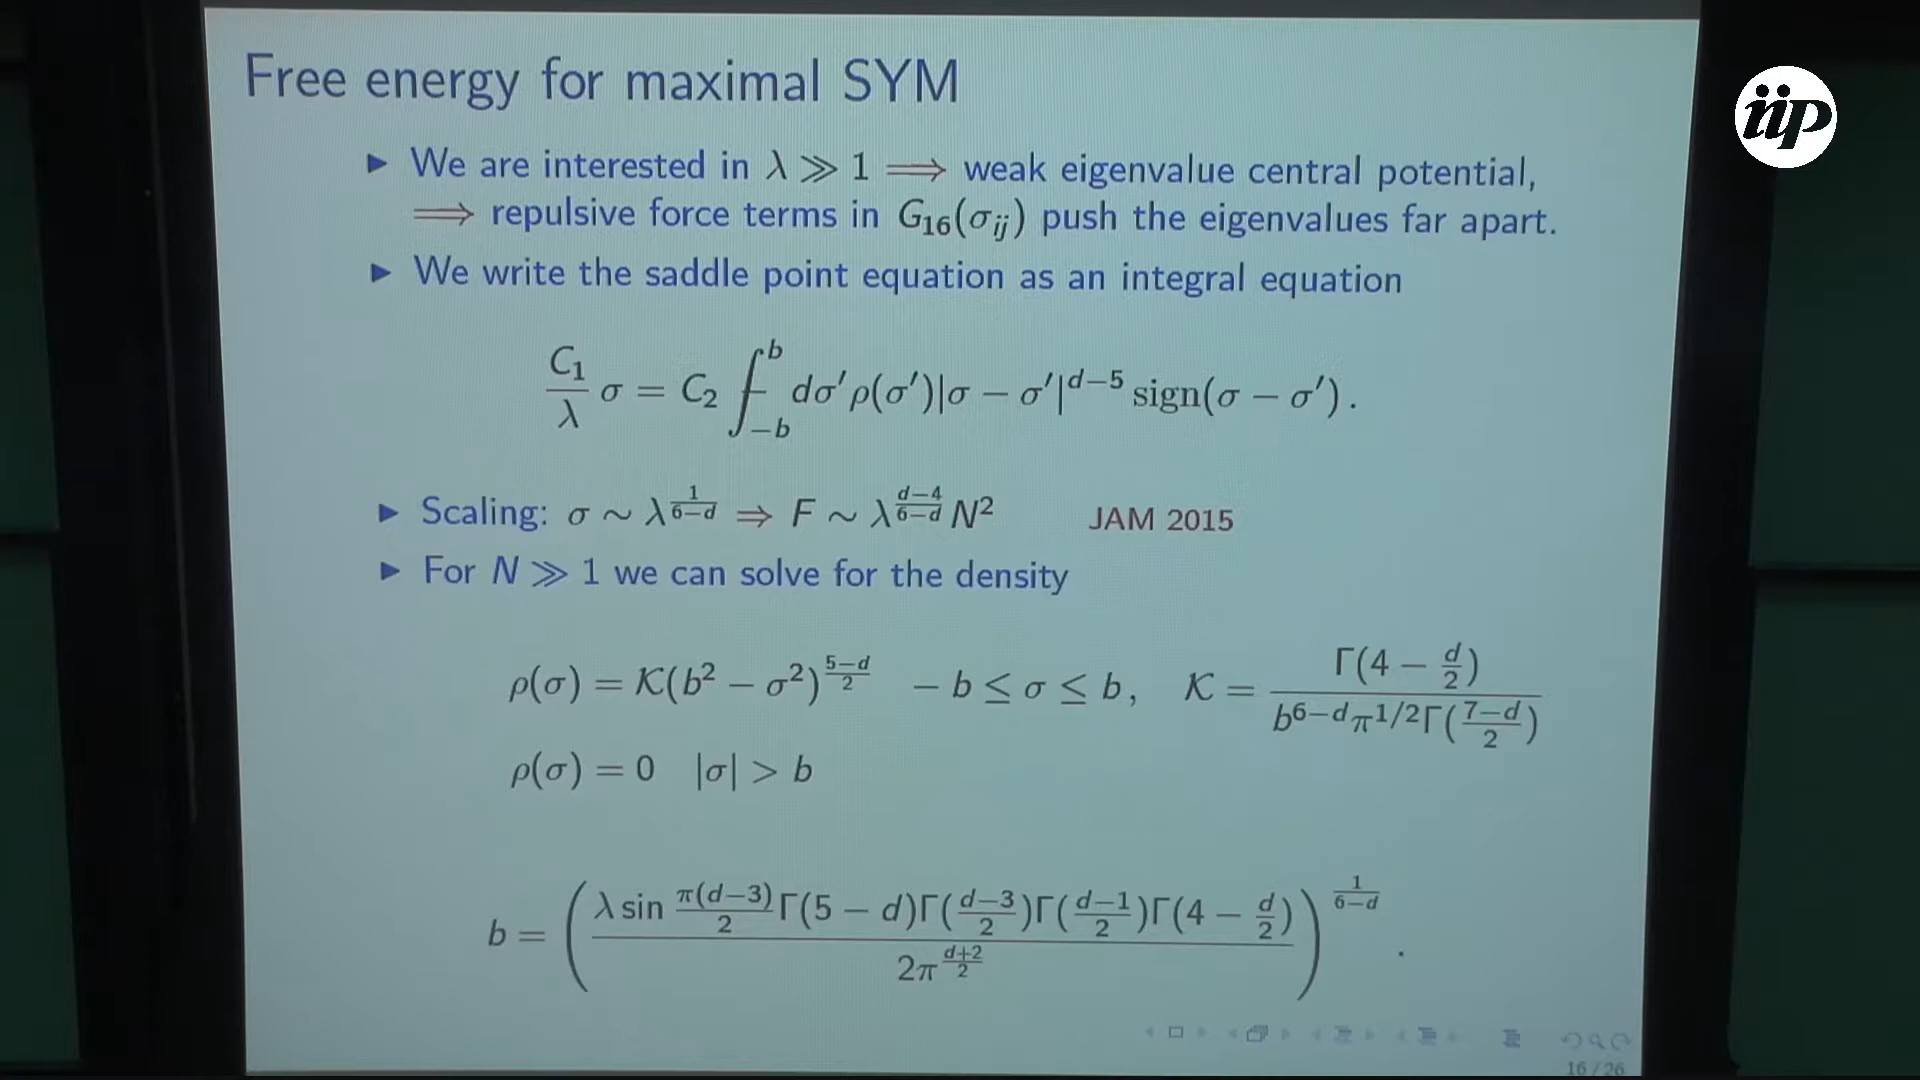 Free energy for maximal SYM
iip
► We are interested in λ ≫ 1 ⟹ weak eigenvalue central potential,
⟹ repulsive force terms in G₁₆(σᵢⱼ) push the eigenvalues far apart.
► We write the saddle point equation as an integral equation
C₁/λ σ = C₂ ⨍_{-b}^{b} dσ′ρ(σ′)|σ − σ′|^{d−5} sign(σ − σ′) .
► Scaling: σ ∼ λ^{1/(6−d)} ⇒ F ∼ λ^{(d−4)/(6−d)} N² JAM 2015
► For N ≫ 1 we can solve for the density
ρ(σ) = 𝒦(b² − σ²)^{(5−d)/2} − b ≤ σ ≤ b , 𝒦 = Γ(4 − d/2) / (b^{6−d}π^{1/2}Γ((7−d)/2))
ρ(σ) = 0 |σ| > b
b = ( λ sin (π(d−3)/2) Γ(5 − d)Γ((d−3)/2)Γ((d−1)/2)Γ(4 − d/2) / 2π^{(d+2)/2} )^{1/(6−d)} .
16 / 26